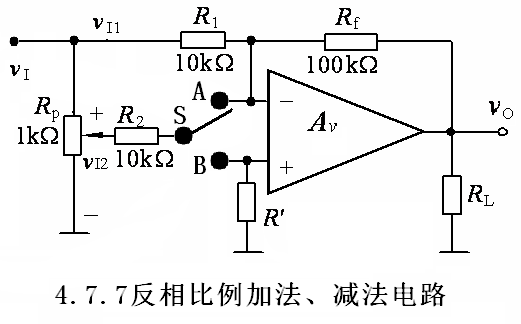 v_I1
R_1
R_f
v_I
10kΩ
100kΩ
R_p
+
R_2
S
A
−
A_v
v_O
1kΩ
v_I2
10kΩ
B
+
−
R'
R_L
4.7.7反相比例加法、减法电路